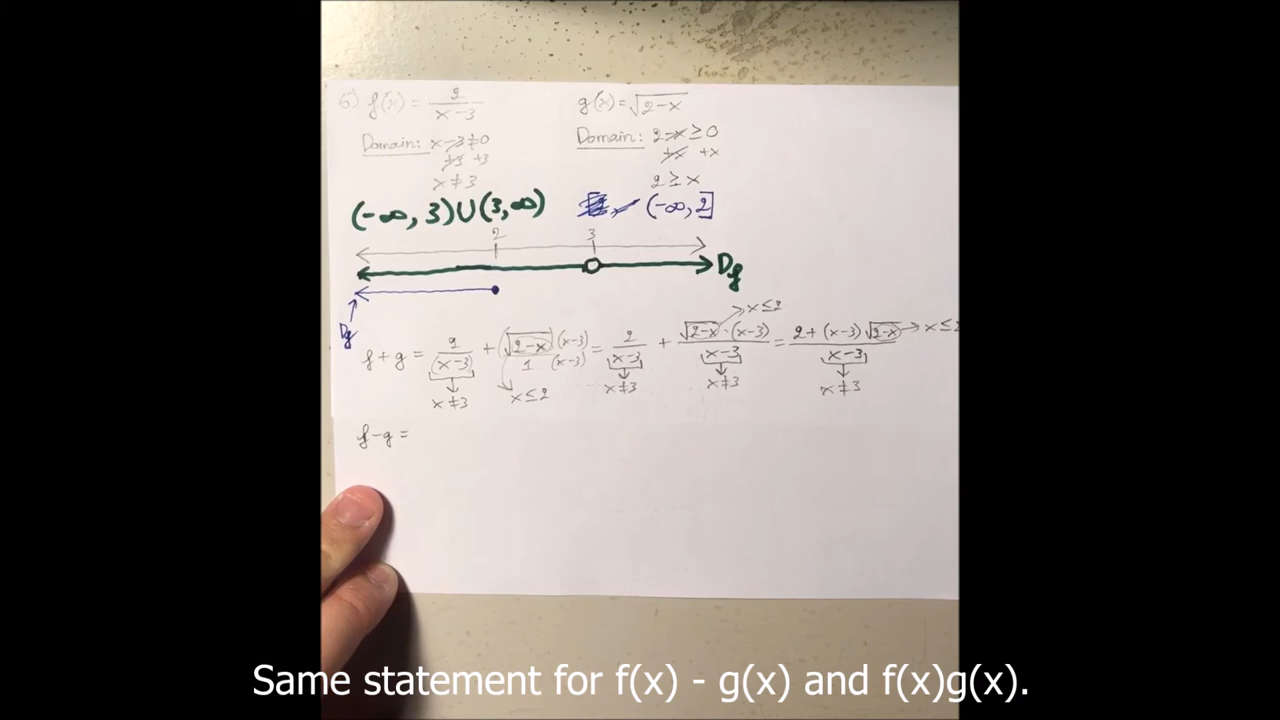 6) f(x) = 2/(x-3)
g(x) = √(2-x)
Domain: x-3≠0
+3 +3
x≠3
Domain: 2-x≥0
+x +x
2≥x
(-∞, 3)∪(3,∞)
(-∞, 2]
2 3
Df
Dg
f+g = 2/(x-3) + √(2-x)/1 (x-3)/(x-3) = 2/(x-3) + √(2-x)·(x-3)/(x-3) = (2+(x-3)√(2-x))/(x-3)
x≤2 x≤2
x≠3 x≤2 x≠3 x≠3 x≠3
f-g =
Same statement for f(x) - g(x) and f(x)g(x).